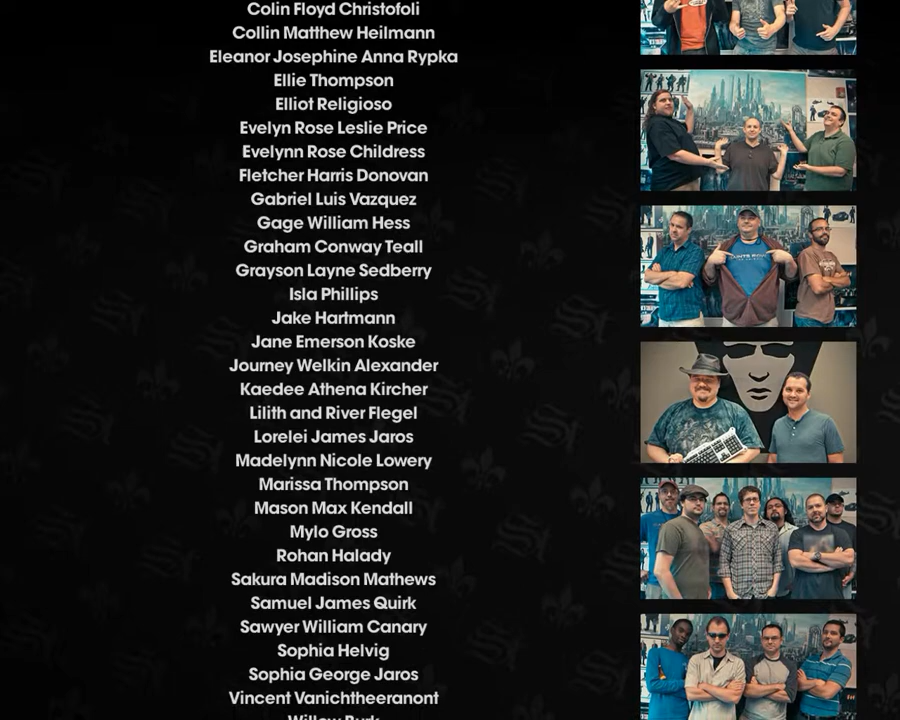 Colin Floyd Christofoli
Collin Matthew Heilmann
Eleanor Josephine Anna Rypka
Ellie Thompson
Elliot Religioso
Evelyn Rose Leslie Price
Evelynn Rose Childress
Fletcher Harris Donovan
Gabriel Luis Vazquez
Gage William Hess
Graham Conway Teall
Grayson Layne Sedberry
Isla Phillips
Jake Hartmann
Jane Emerson Koske
Journey Welkin Alexander
Kaedee Athena Kircher
Lilith and River Flegel
Lorelei James Jaros
Madelynn Nicole Lowery
Marissa Thompson
Mason Max Kendall
Mylo Gross
Rohan Halady
Sakura Madison Mathews
Samuel James Quirk
Sawyer William Canary
Sophia Helvig
Sophia George Jaros
Vincent Vanichtheeranont